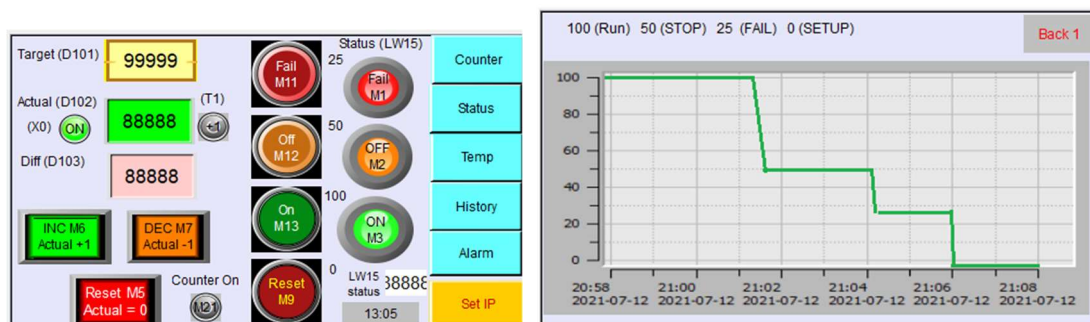 Target (D101)
99999
Actual (D102)
(X0)
ON
88888
(T1)
+1
Diff (D103)
88888
INC M6
Actual +1
DEC M7
Actual -1
Reset M5
Actual = 0
Counter On
M21
Fail
M11
Off
M12
On
M13
Reset
M9
Status (LW15)
25
Fail
M1
50
OFF
M2
100
ON
M3
0
LW15
status
88888
13:05
Counter
Status
Temp
History
Alarm
Set IP
100 (Run) 50 (STOP) 25 (FAIL) 0 (SETUP)
Back 1
100
80
60
40
20
0
20:58 21:00 21:02 21:04 21:06 21:08
2021-07-12 2021-07-12 2021-07-12 2021-07-12 2021-07-12 2021-07-12